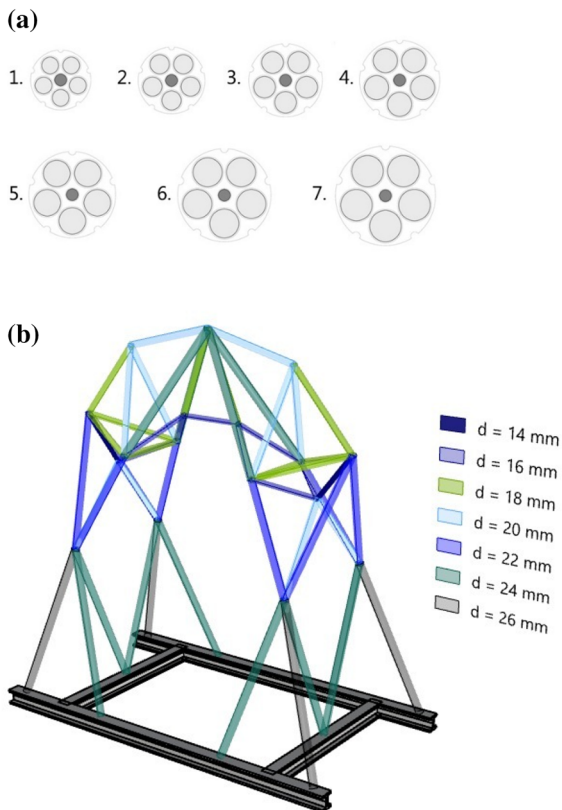 (a)
1. 2. 3. 4.
5. 6. 7.
(b)
d = 14 mm
d = 16 mm
d = 18 mm
d = 20 mm
d = 22 mm
d = 24 mm
d = 26 mm